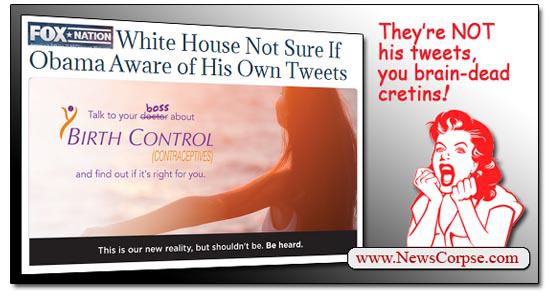 FOX NATION
White House Not Sure If
Obama Aware of His Own Tweets
boss
Talk to your doctor about
BIRTH CONTROL
(CONTRACEPTIVES)
and find out if it's right for you.
This is our new reality, but shouldn't be. Be heard.
They're NOT
his tweets,
you brain-dead
cretins!
www.NewsCorpse.com